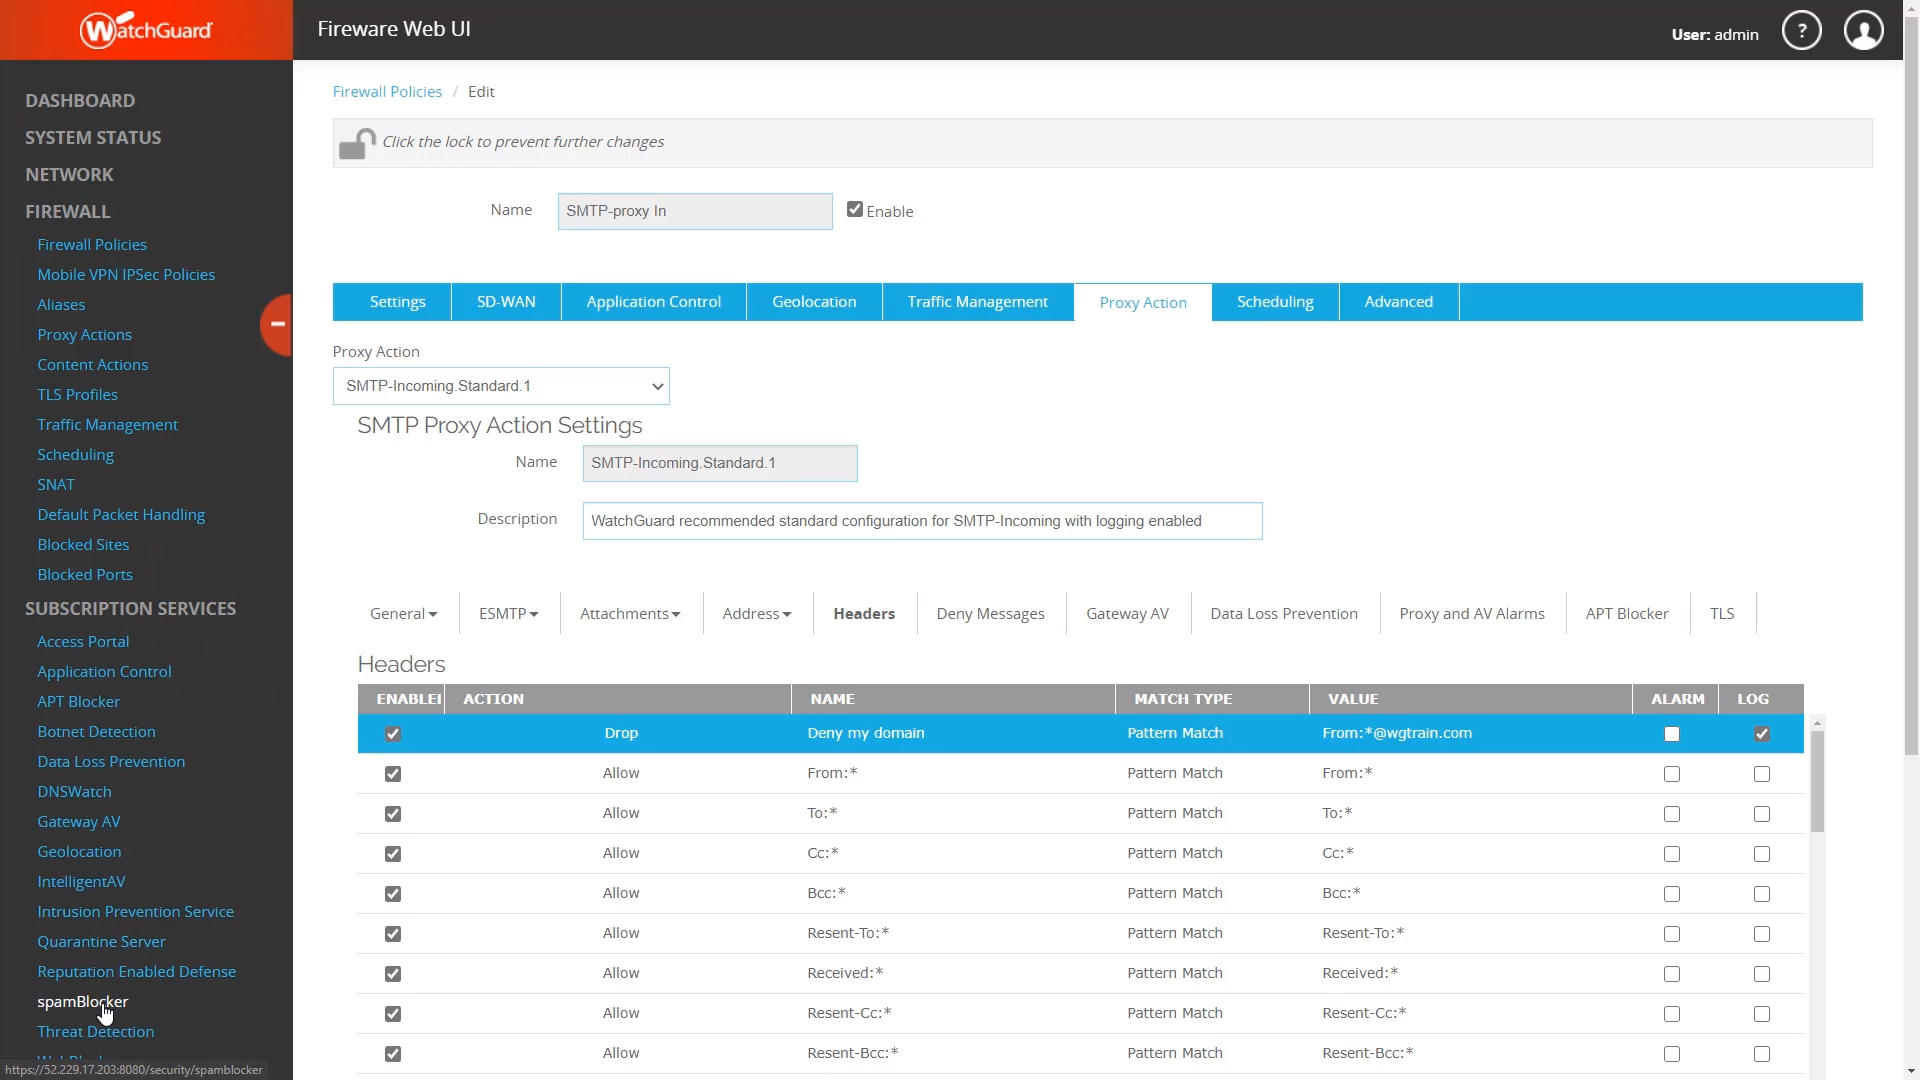 WatchGuard
Fireware Web UI
User: admin
?
DASHBOARD
SYSTEM STATUS
NETWORK
FIREWALL
Firewall Policies
Mobile VPN IPSec Policies
Aliases
Proxy Actions
Content Actions
TLS Profiles
Traffic Management
Scheduling
SNAT
Default Packet Handling
Blocked Sites
Blocked Ports
SUBSCRIPTION SERVICES
Access Portal
Application Control
APT Blocker
Botnet Detection
Data Loss Prevention
DNSWatch
Gateway AV
Geolocation
IntelligentAV
Intrusion Prevention Service
Quarantine Server
Reputation Enabled Defense
spamBlocker
Threat Detection
https://52.229.17.203:8080/security/spamblocker
Firewall Policies / Edit
Click the lock to prevent further changes
Name SMTP-proxy In Enable
Settings SD-WAN Application Control Geolocation Traffic Management Proxy Action Scheduling Advanced
Proxy Action
SMTP-Incoming.Standard.1
SMTP Proxy Action Settings
Name SMTP-Incoming.Standard.1
Description WatchGuard recommended standard configuration for SMTP-Incoming with logging enabled
General ESMTP Attachments Address Headers Deny Messages Gateway AV Data Loss Prevention Proxy and AV Alarms APT Blocker TLS
Headers
ENABLEI ACTION NAME MATCH TYPE VALUE ALARM LOG
Drop Deny my domain Pattern Match From:*@wgtrain.com
Allow From:* Pattern Match From:*
Allow To:* Pattern Match To:*
Allow Cc:* Pattern Match Cc:*
Allow Bcc:* Pattern Match Bcc:*
Allow Resent-To:* Pattern Match Resent-To:*
Allow Received:* Pattern Match Received:*
Allow Resent-Cc:* Pattern Match Resent-Cc:*
Allow Resent-Bcc:* Pattern Match Resent-Bcc:*